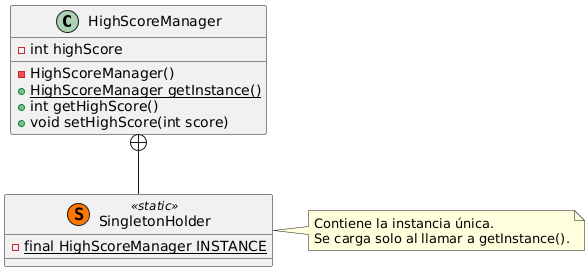 C HighScoreManager
int highScore
HighScoreManager()
HighScoreManager getInstance()
int getHighScore()
void setHighScore(int score)
«static»
S SingletonHolder
final HighScoreManager INSTANCE
Contiene la instancia única.
Se carga solo al llamar a getInstance().